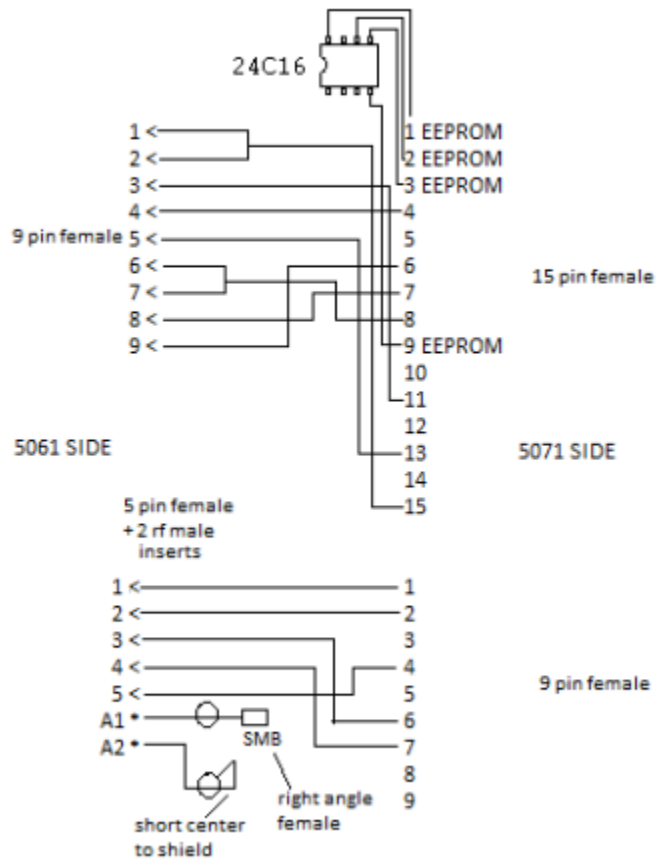 24C16
1 < 1 EEPROM
2 < 2 EEPROM
3 < 3 EEPROM
4 < 4
9 pin female 5 < 5
6 < 6
15 pin female
7 < 7
8 < 8
9 < 9 EEPROM
10
11
12
5061 SIDE 13 5071 SIDE
14
15
5 pin female
+2 rf male
inserts
1 < 1
2 < 2
3 < 3
4 < 4
9 pin female
5 < 5
A1 * 6
SMB
A2 * 7
8
right angle
female
9
short center
to shield